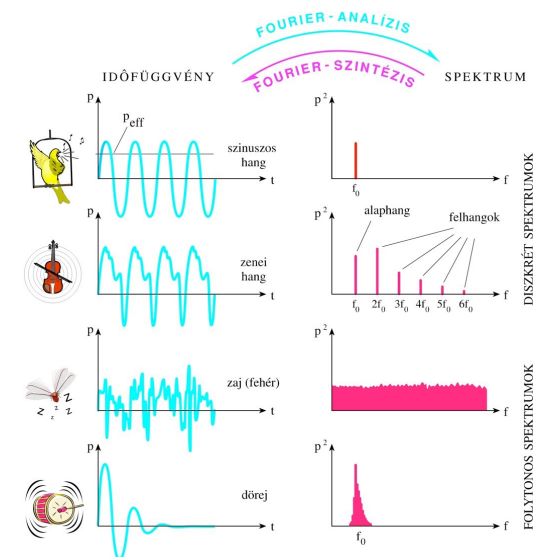 FOURIER - ANALÍZIS
FOURIER - SZINTÉZIS
IDŐFÜGGVÉNY
SPEKTRUM
p
p eff
szinuszos
hang
t
p²
f₀
f
p
zenei
hang
t
p²
alaphang
felhangok
f₀ 2f₀ 3f₀ 4f₀ 5f₀ 6f₀
f
DISZKRÉT SPEKTRUMOK
p
Z
Z
z Z
zaj (fehér)
t
p²
f
p
dörej
t
p²
f₀
f
FOLYTONOS SPEKTRUMOK